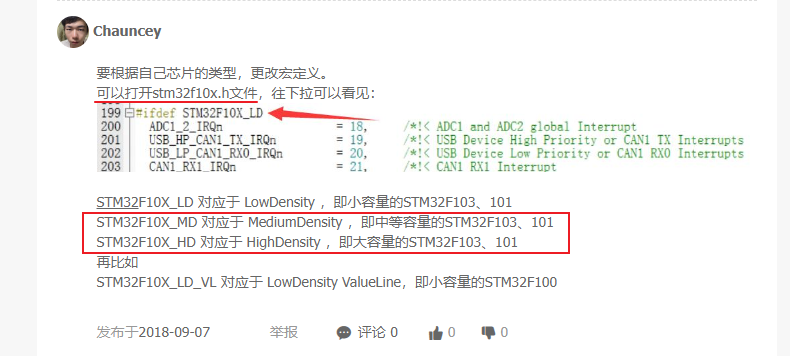 Chauncey
要根据自己芯片的类型，更改宏定义。
可以打开stm32f10x.h文件，往下拉可以看见：
199 #ifdef STM32F10X_LD
200 ADC1_2_IRQn = 18, /*!< ADC1 and ADC2 global Interrupt
201 USB_HP_CAN1_TX_IRQn = 19, /*!< USB Device High Priority or CAN1 TX Interrupts
202 USB_LP_CAN1_RX0_IRQn = 20, /*!< USB Device Low Priority or CAN1 RX0 Interrupts
203 CAN1_RX1_IRQn = 21, /*!< CAN1 RX1 Interrupt
STM32F10X_LD 对应于 LowDensity ，即小容量的STM32F103、101
STM32F10X_MD 对应于 MediumDensity ，即中等容量的STM32F103、101
STM32F10X_HD 对应于 HighDensity ，即大容量的STM32F103、101
再比如
STM32F10X_LD_VL 对应于 LowDensity ValueLine，即小容量的STM32F100
发布于2018-09-07 举报 评论 0 0 0